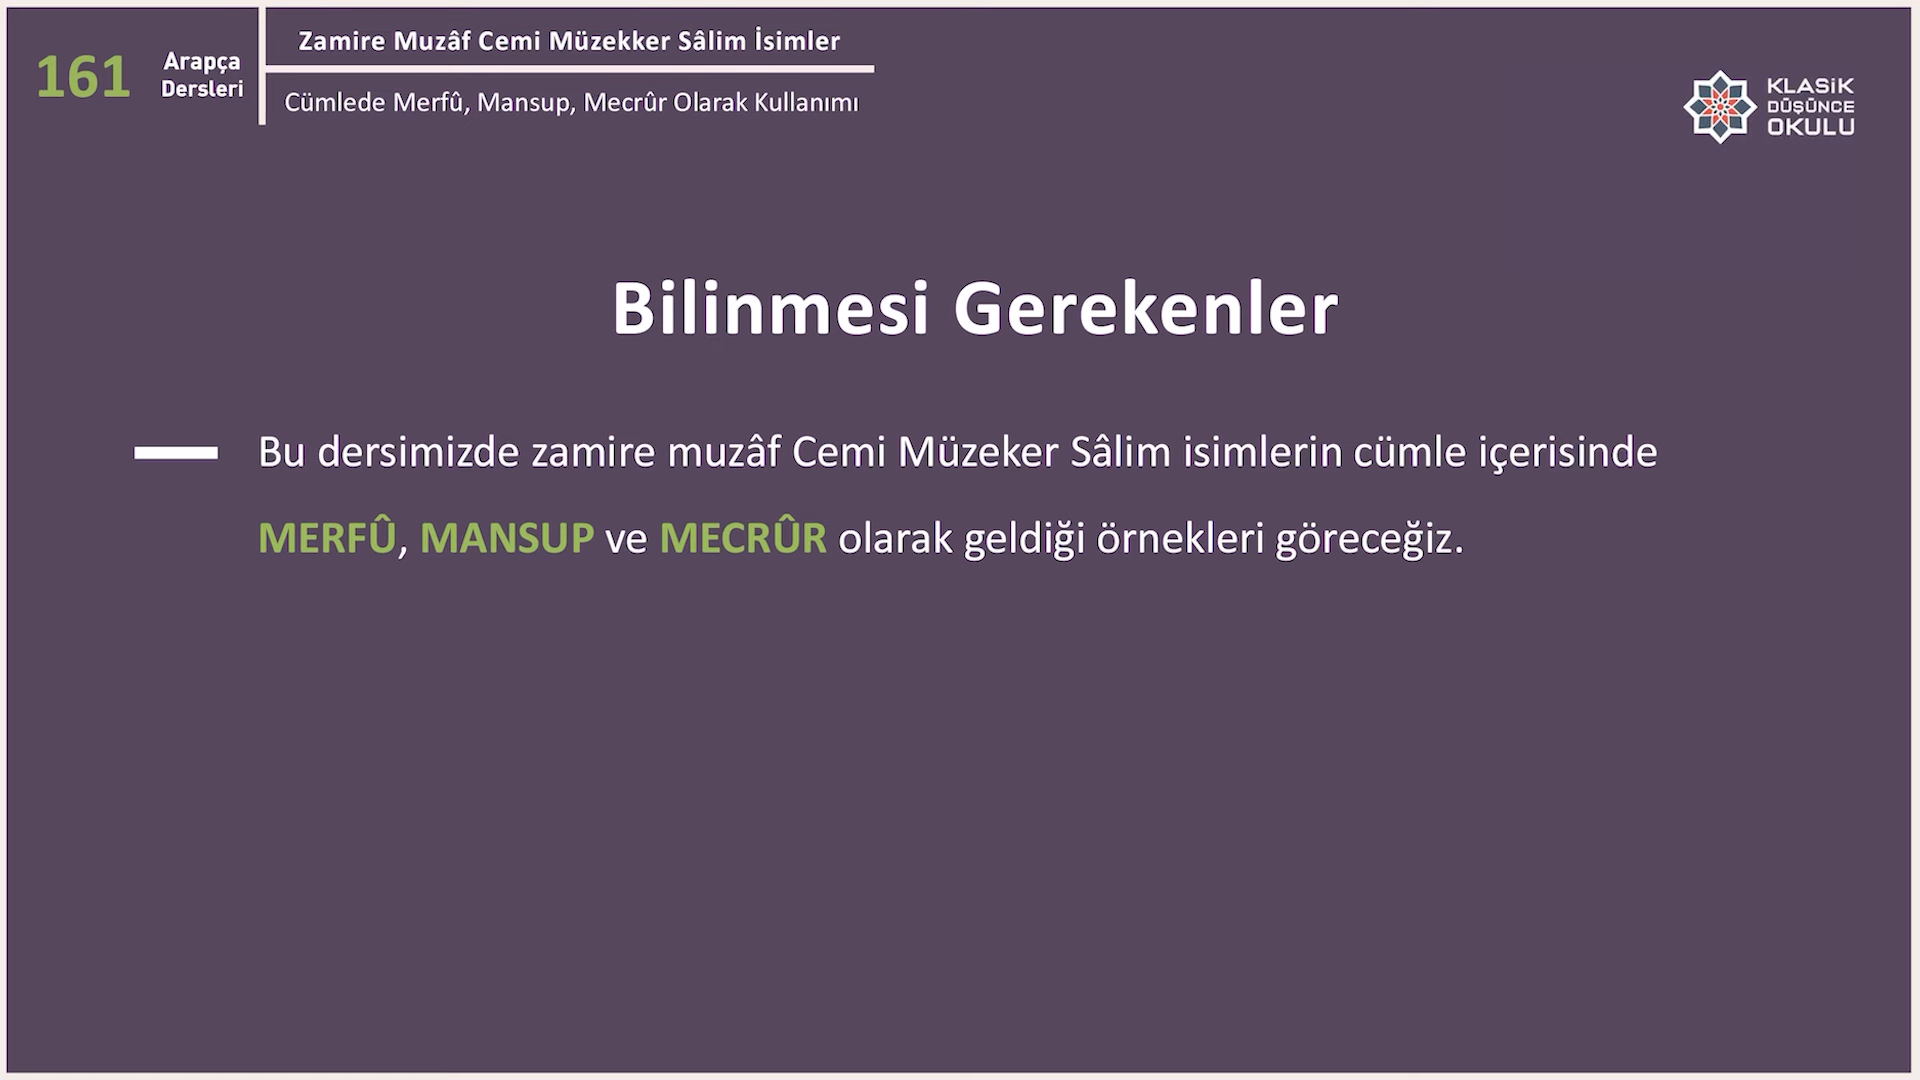 161
Arapça
Dersleri
Zamire Muzâf Cemi Müzekker Sâlim İsimler
Cümlede Merfû, Mansup, Mecrûr Olarak Kullanımı
KLASiK
DÜŞÜNCE
OKULU
Bilinmesi Gerekenler
Bu dersimizde zamire muzâf Cemi Müzeker Sâlim isimlerin cümle içerisinde
MERFÛ, MANSUP ve MECRÛR olarak geldiği örnekleri göreceğiz.